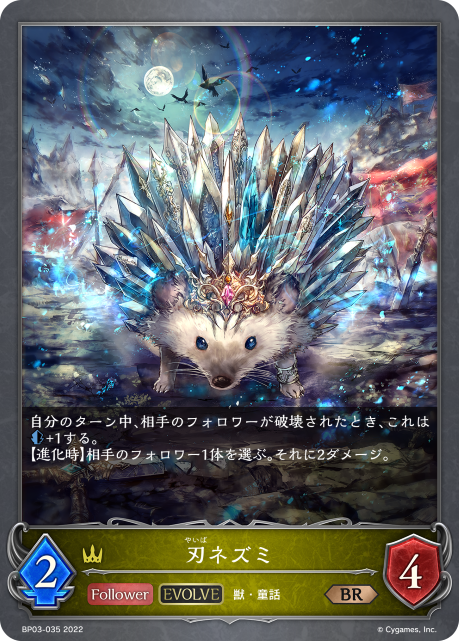 自分のターン中、相手のフォロワーが破壊されたとき、これは
+1する。
【進化時】相手のフォロワー1体を選ぶ。それに2ダメージ。
やいば
刃ネズミ
2
Follower EVOLVE 獣・童話 BR
4
BP03-035 2022
© Cygames, Inc.